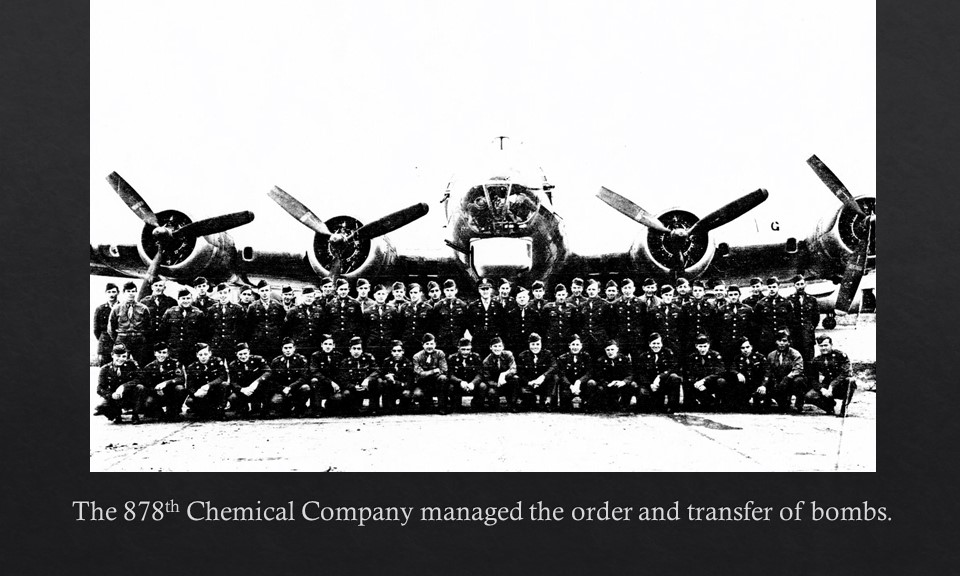 G
The 878th Chemical Company managed the order and transfer of bombs.